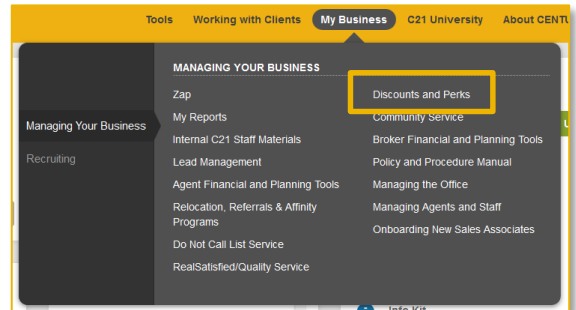 Tools Working with Clients My Business C21 University About
MANAGING YOUR BUSINESS
Managing Your Business
Recruiting
Zap
My Reports
Internal C21 Staff Materials
Lead Management
Agent Financial and Planning Tools
Relocation, Referrals & Affinity
Programs
Do Not Call List Service
RealSatisfied/Quality Service
Discounts and Perks
Community Service
Broker Financial and Planning Tools
Policy and Procedure Manual
Managing the Office
Managing Agents and Staff
Onboarding New Sales Associates
Info Kit